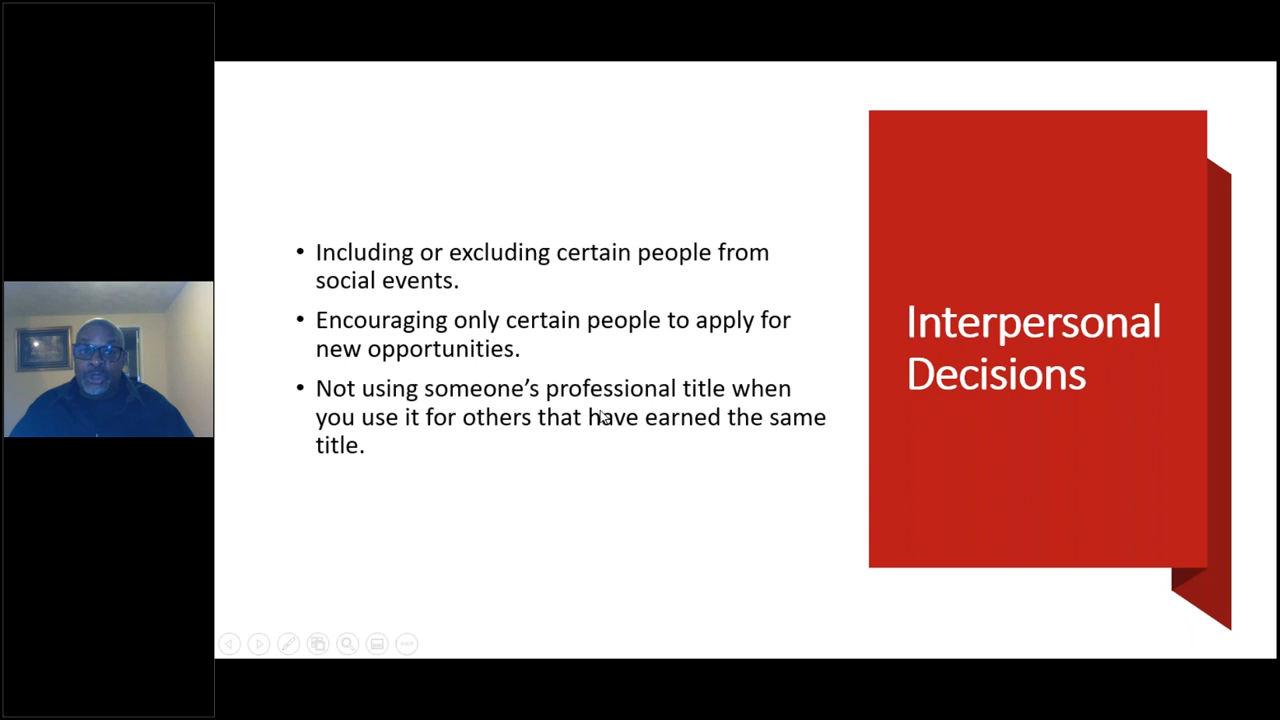 • Including or excluding certain people from
social events.
• Encouraging only certain people to apply for
new opportunities.
• Not using someone’s professional title when
you use it for others that have earned the same
title.
Interpersonal
Decisions